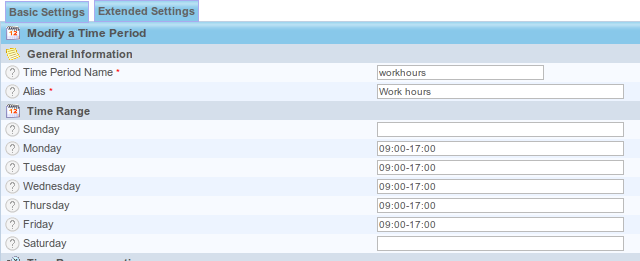 Basic Settings Extended Settings
Modify a Time Period
General Information
Time Period Name * workhours
Alias * Work hours
Time Range
Sunday
Monday 09:00-17:00
Tuesday 09:00-17:00
Wednesday 09:00-17:00
Thursday 09:00-17:00
Friday 09:00-17:00
Saturday